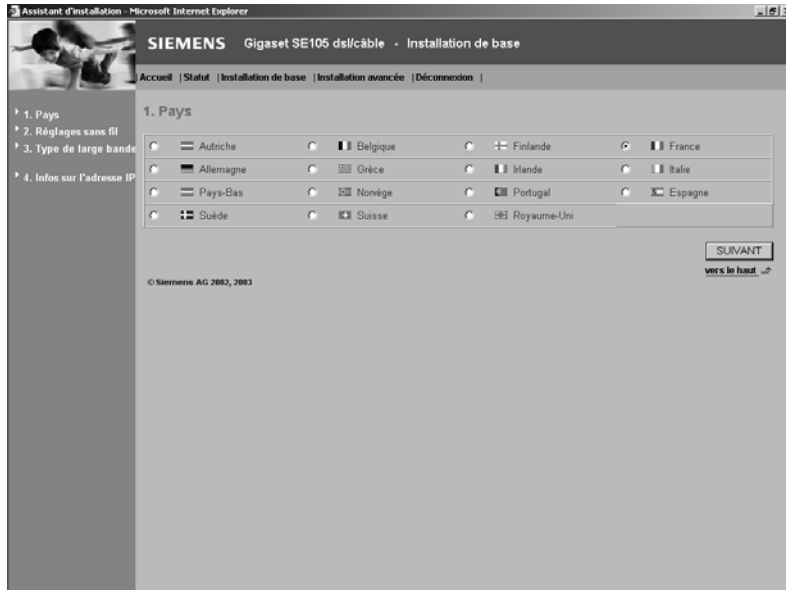 Assistant d'installation - Microsoft Internet Explorer
SIEMENS Gigaset SE105 dsl/câble - Installation de base
|Accueil |Statut |Installation de base |Installation avancée |Déconnexion |
1. Pays
2. Réglages sans fil
3. Type de large bande
4. Infos sur l'adresse IP
1. Pays
Autriche Belgique Finlande France
Allemagne Grèce Irlande Italie
Pays-Bas Norvège Portugal Espagne
Suède Suisse Royaume-Uni
SUIVANT
vers le haut
© Siemens AG 2002, 2003